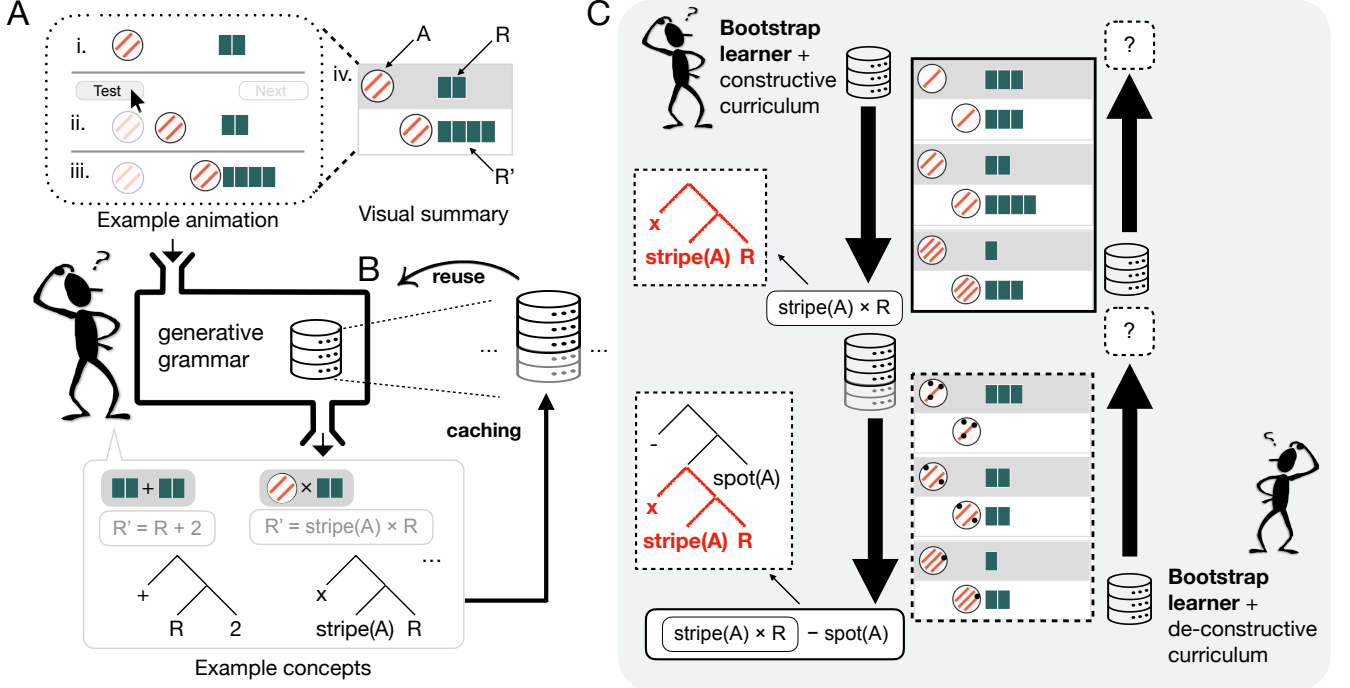 A
i.
Test
Next
ii.
iii.
Example animation
iv.
A
R
R'
Visual summary
?
generative
grammar
B
reuse
...
...
caching
+
×
R' = R + 2
R' = stripe(A) × R
...
+
R
2
x
stripe(A) R
Example concepts
C
?
Bootstrap
learner +
constructive
curriculum
x
stripe(A) R
stripe(A) × R
-
spot(A)
x
stripe(A) R
stripe(A) × R – spot(A)
?
?
?
Bootstrap
learner +
de-constructive
curriculum